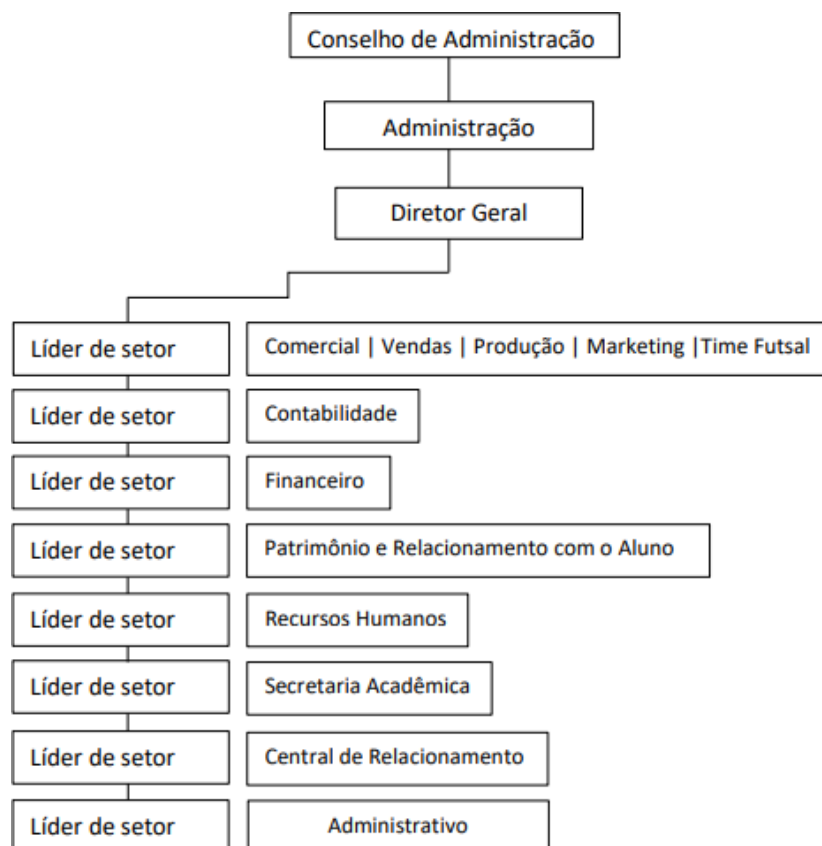 Conselho de Administração
Administração
Diretor Geral
Líder de setor
Comercial | Vendas | Produção | Marketing |Time Futsal
Líder de setor
Contabilidade
Líder de setor
Financeiro
Líder de setor
Patrimônio e Relacionamento com o Aluno
Líder de setor
Recursos Humanos
Líder de setor
Secretaria Acadêmica
Líder de setor
Central de Relacionamento
Líder de setor
Administrativo